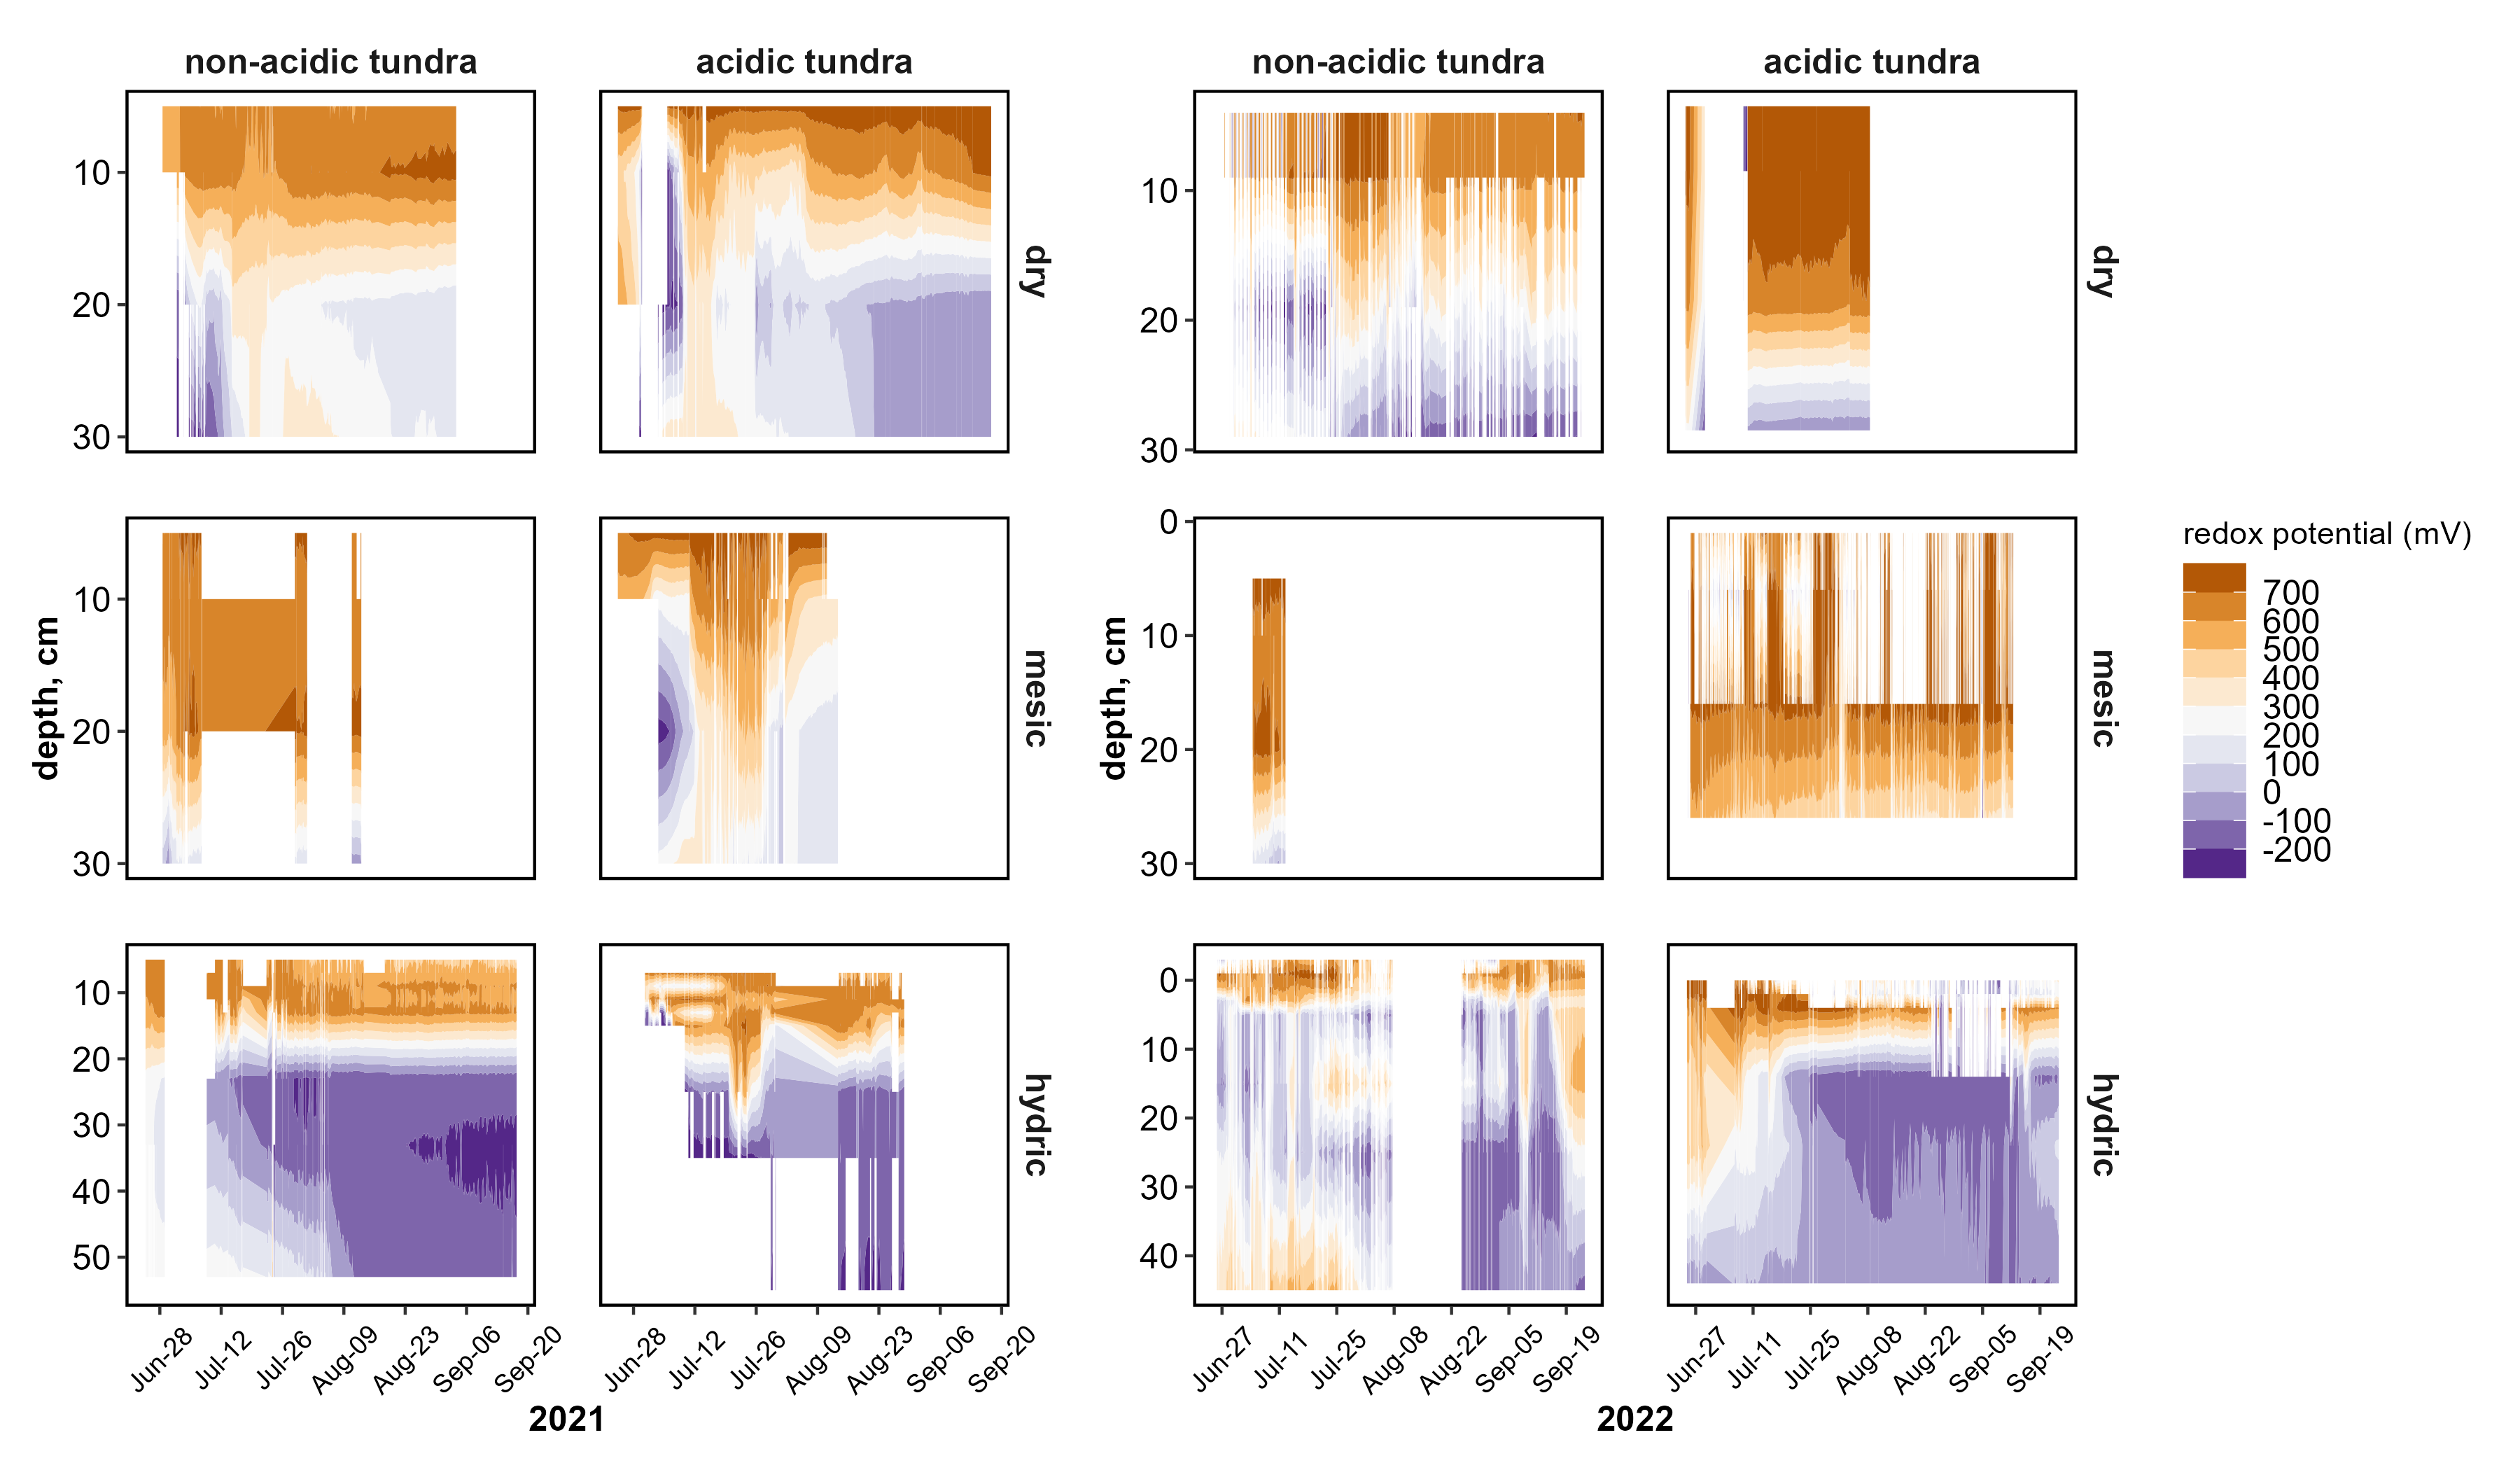 non-acidic tundra
acidic tundra
non-acidic tundra
acidic tundra
10
20
30
dry
10
20
30
dry
depth, cm
10
20
30
mesic
depth, cm
0
10
20
30
mesic
redox potential (mV)
700
600
500
400
300
200
100
0
-100
-200
10
20
30
40
50
hydric
0
10
20
30
40
hydric
Jun-28
Jul-12
Jul-26
Aug-09
Aug-23
Sep-06
Sep-20
Jun-28
Jul-12
Jul-26
Aug-09
Aug-23
Sep-06
Sep-20
Jun-27
Jul-11
Jul-25
Aug-08
Aug-22
Sep-05
Sep-19
Jun-27
Jul-11
Jul-25
Aug-08
Aug-22
Sep-05
Sep-19
2021
2022